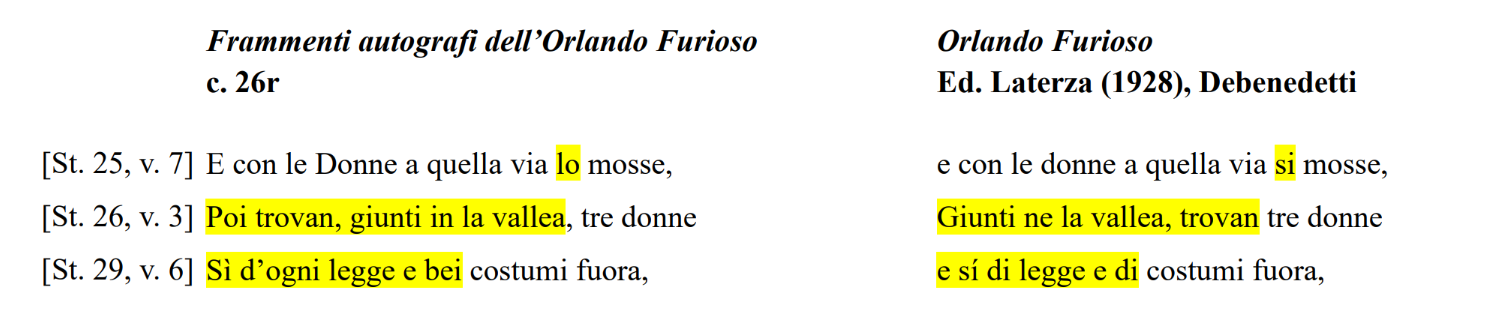 Frammenti autografi dell’Orlando Furioso Orlando Furioso
c. 26r Ed. Laterza (1928), Debenedetti
[St. 25, v. 7] E con le Donne a quella via lo mosse, e con le donne a quella via si mosse,
[St. 26, v. 3] Poi trovan, giunti in la vallea, tre donne Giunti ne la vallea, trovan tre donne
[St. 29, v. 6] Sì d’ogni legge e bei costumi fuora, e sí di legge e di costumi fuora,